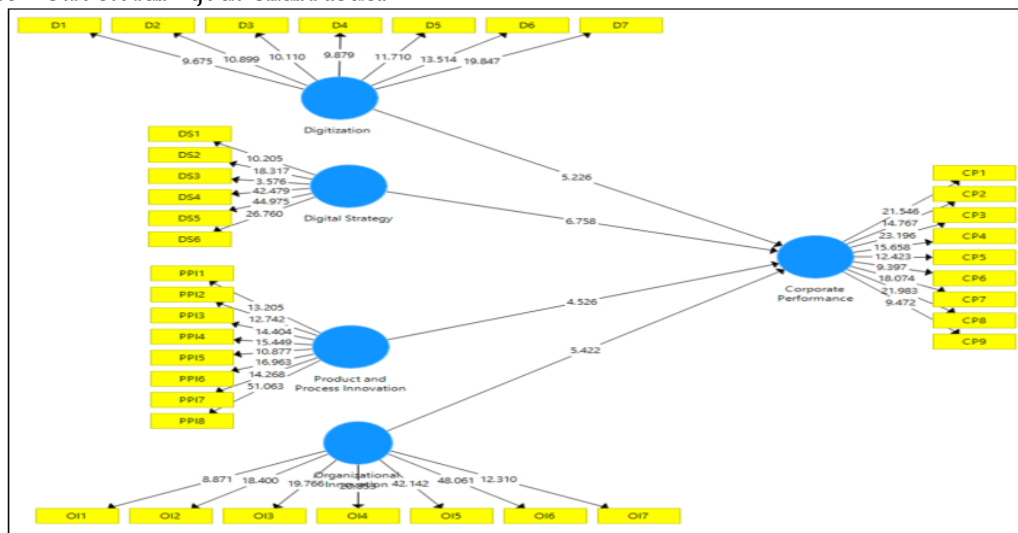 D1 D2 D3 D4 D5 D6 D7
9.675 10.899 10.110 9.879 11.710 13.514 19.847
Digitization
DS1
DS2
DS3
DS4
DS5
DS6
10.205
18.317
3.576
42.479
44.975
26.760
Digital Strategy
5.226
6.758
4.526
5.422
PPI1
PPI2
PPI3
PPI4
PPI5
PPI6
PPI7
PPI8
13.205
12.742
14.404
15.449
10.877
16.963
14.268
51.063
Product and
Process Innovation
Corporate
Performance
21.546
14.767
23.196
15.658
12.423
9.397
18.074
21.983
9.472
CP1
CP2
CP3
CP4
CP5
CP6
CP7
CP8
CP9
Organizational
Innovation
8.871 18.400 19.766 42.142 48.061 12.310
OI1 OI2 OI3 OI4 OI5 OI6 OI7